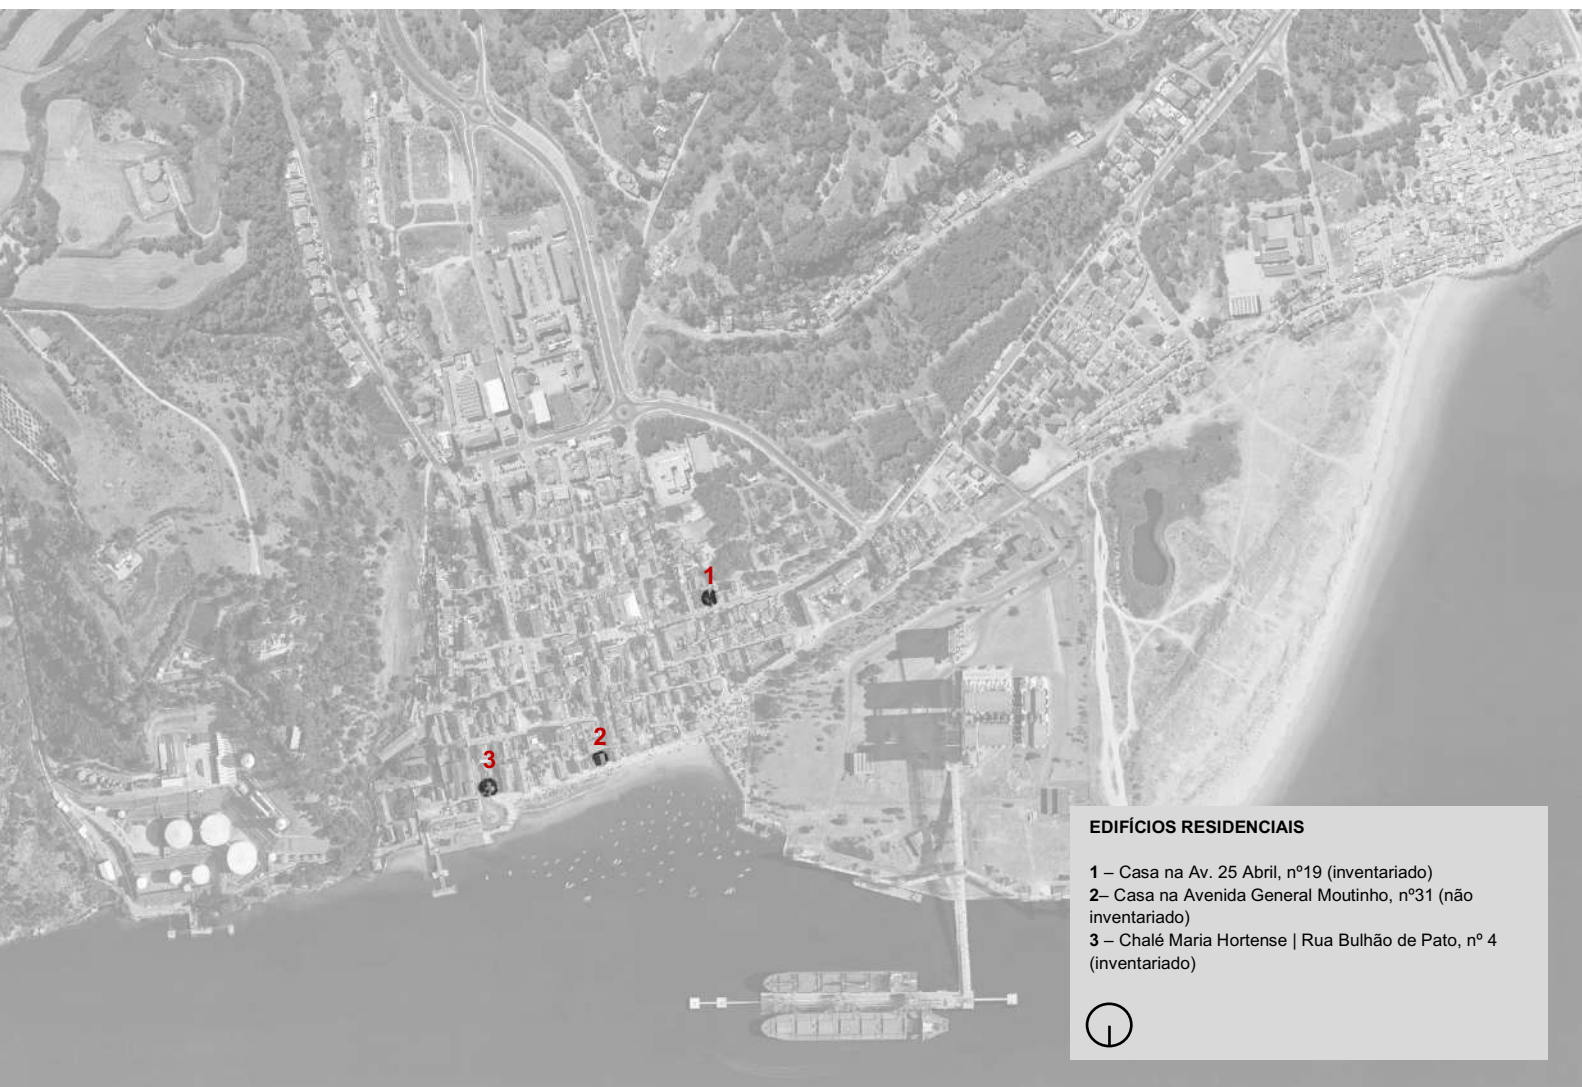 1
2
3
EDIFÍCIOS RESIDENCIAIS
1 – Casa na Av. 25 Abril, nº19 (inventariado)
2– Casa na Avenida General Moutinho, nº31 (não
inventariado)
3 – Chalé Maria Hortense | Rua Bulhão de Pato, nº 4
(inventariado)